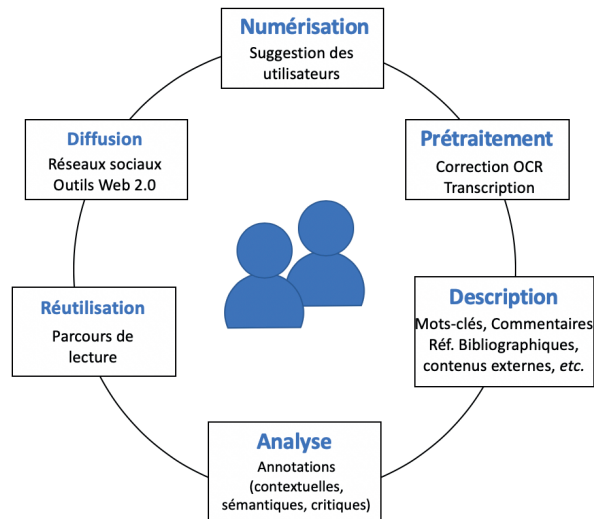 Numérisation
Suggestion des
utilisateurs
Prétraitement
Correction OCR
Transcription
Description
Mots-clés, Commentaires
Réf. Bibliographiques,
contenus externes, etc.
Analyse
Annotations
(contextuelles,
sémantiques, critiques)
Réutilisation
Parcours de
lecture
Diffusion
Réseaux sociaux
Outils Web 2.0